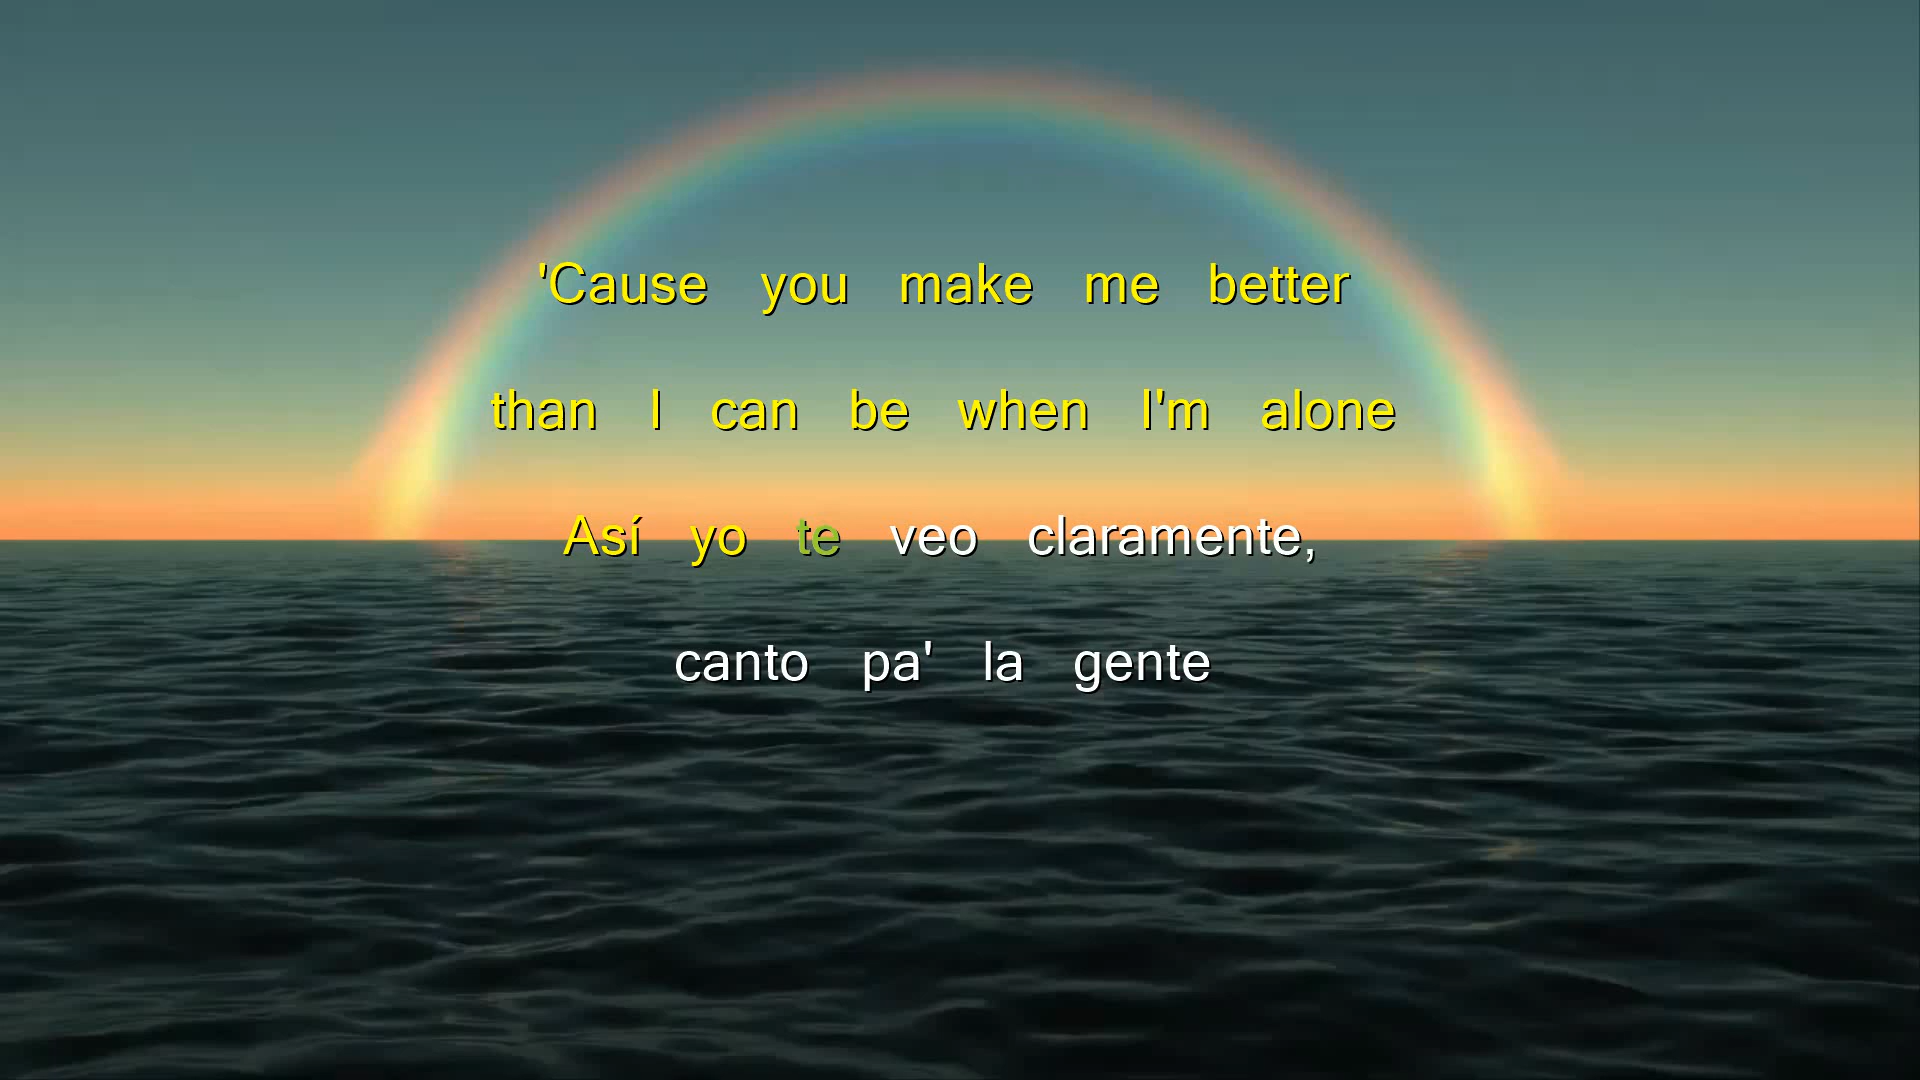 'Cause you make me better
than I can be when I'm alone
Así yo te veo claramente,
canto pa' la gente